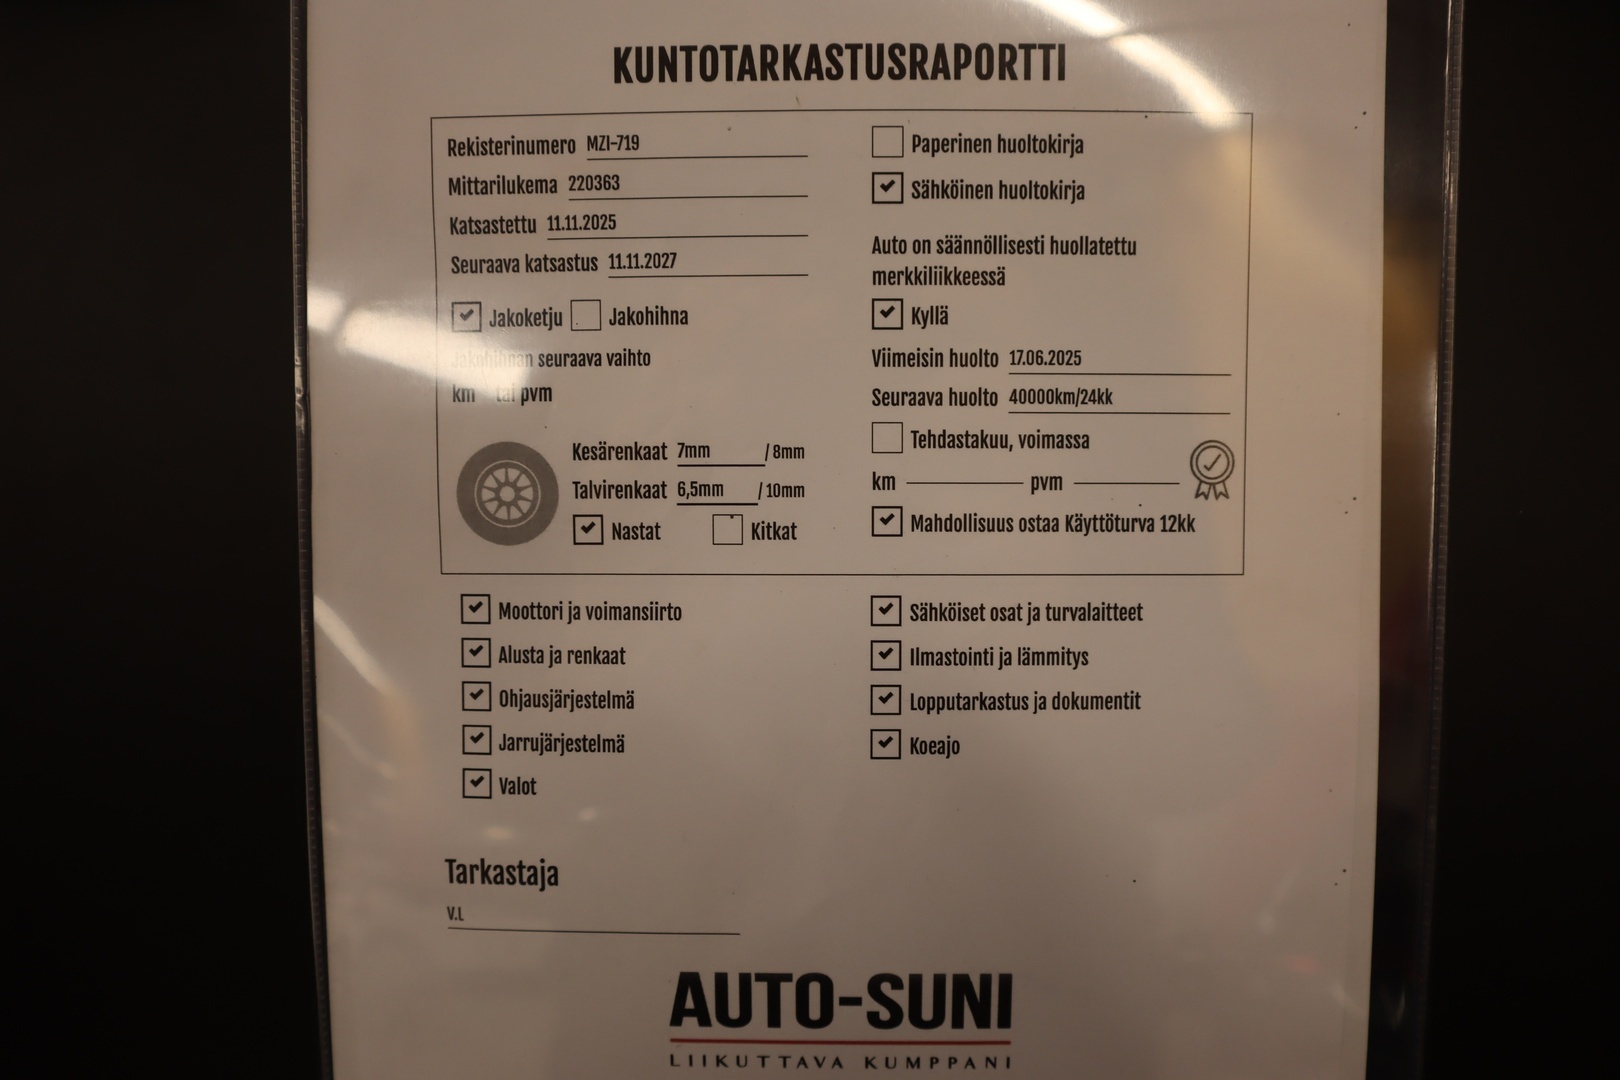 KUNTOTARKASTUSRAPORTTI
Rekisterinumero MZI-719
Mittarilukema 220363
Katsastettu 11.11.2025
Seuraava katsastus 11.11.2027
Jakoketju Jakohihna
Jakohihnan seuraava vaihto
km tai pvm
Kesärenkaat 7mm / 8mm
Talvirenkaat 6,5mm / 10mm
Nastat Kitkat
Paperinen huoltokirja
Sähköinen huoltokirja
Auto on säännöllisesti huollatettu
merkkiliikkeessä
Kyllä
Viimeisin huolto 17.06.2025
Seuraava huolto 40000km/24kk
Tehdastakuu, voimassa
km pvm
Mahdollisuus ostaa Käyttöturva 12kk
Moottori ja voimansiirto
Alusta ja renkaat
Ohjausjärjestelmä
Jarrujärjestelmä
Valot
Sähköiset osat ja turvalaitteet
Ilmastointi ja lämmitys
Lopputarkastus ja dokumentit
Koeajo
Tarkastaja
V.L
AUTO-SUNI
LIIKUTTAVA KUMPPANI